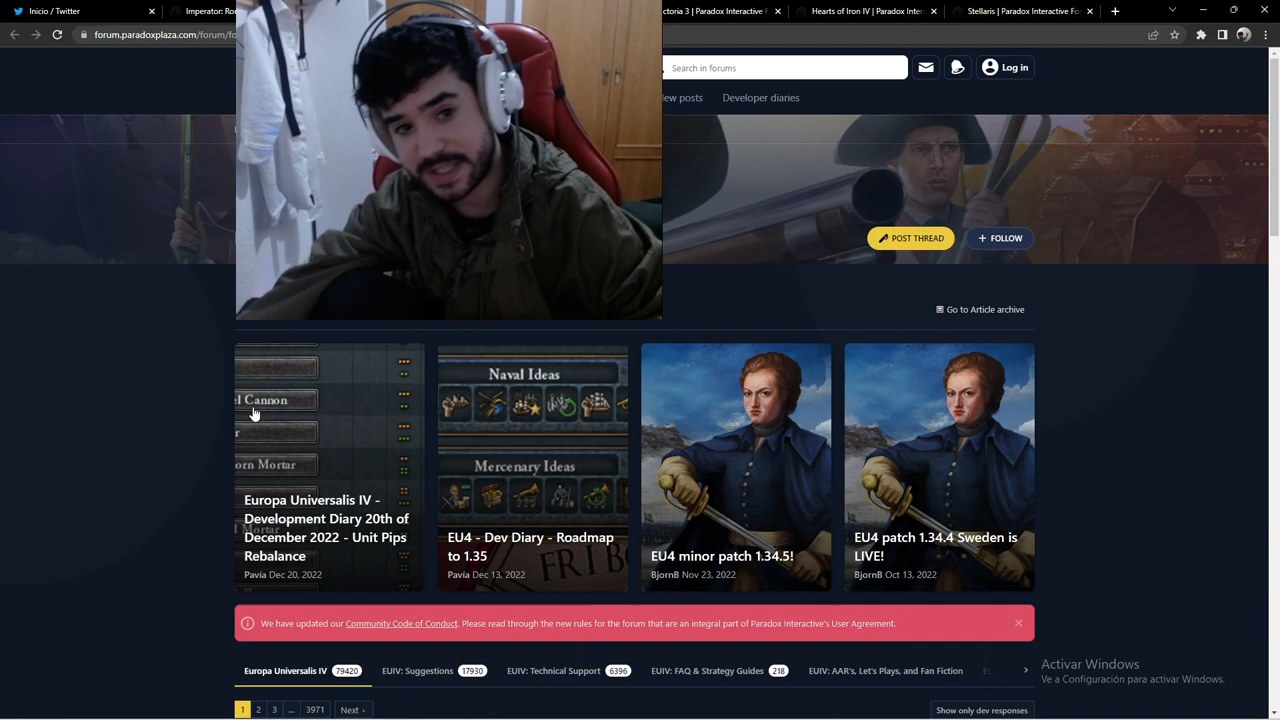 Inicio / Twitter
Imperator: Ron
ctoria 3 | Paradox Interactive F
Hearts of Iron IV | Paradox Inter
Stellaris | Paradox Interactive Fo
forum.paradoxplaza.com/forum/fo
Search in forums
Log in
ew posts
Developer diaries
POST THREAD
FOLLOW
Go to Article archive
el Cannon
r
orn Mortar
Mortar
Europa Universalis IV -
Development Diary 20th of
December 2022 - Unit Pips
Rebalance
Pavía Dec 20, 2022
Naval Ideas
Mercenary Ideas
EU4 - Dev Diary - Roadmap
to 1.35
Pavía Dec 13, 2022
EU4 minor patch 1.34.5!
BjornB Nov 23, 2022
EU4 patch 1.34.4 Sweden is
LIVE!
BjornB Oct 13, 2022
We have updated our Community Code of Conduct. Please read through the new rules for the forum that are an integral part of Paradox Interactive's User Agreement.
Europa Universalis IV 79420
EUIV: Suggestions 17930
EUIV: Technical Support 6396
EUIV: FAQ & Strategy Guides 218
EUIV: AAR's, Let's Plays, and Fan Fiction
Activar Windows
Ve a Configuración para activar Windows.
1 2 3 ... 3971 Next ›
Show only dev responses